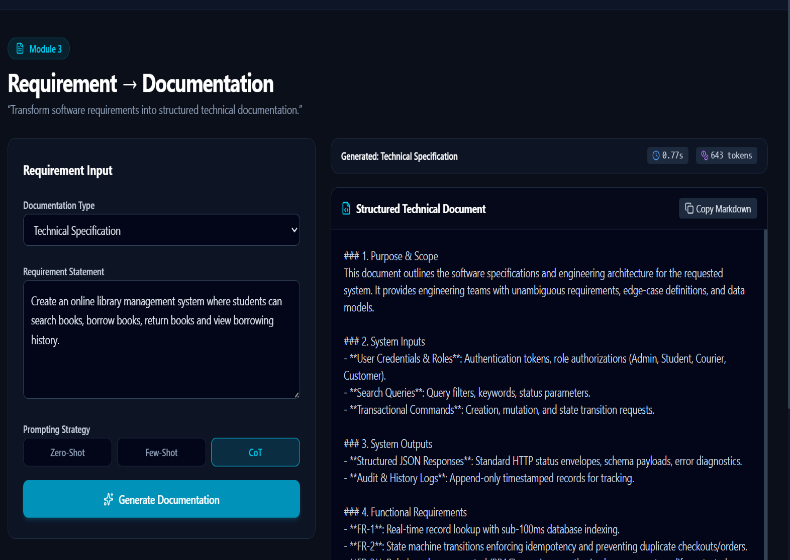 Module 3
Requirement → Documentation
"Transform software requirements into structured technical documentation."
Requirement Input
Documentation Type
Technical Specification
Requirement Statement
Create an online library management system where students can
search books, borrow books, return books and view borrowing
history.
Prompting Strategy
Zero-Shot
Few-Shot
CoT
Generate Documentation
Generated: Technical Specification
0.77s
643 tokens
Structured Technical Document
Copy Markdown
### 1. Purpose & Scope
This document outlines the software specifications and engineering architecture for the requested
system. It provides engineering teams with unambiguous requirements, edge-case definitions, and data
models.
### 2. System Inputs
- **User Credentials & Roles**: Authentication tokens, role authorizations (Admin, Student, Courier,
Customer).
- **Search Queries**: Query filters, keywords, status parameters.
- **Transactional Commands**: Creation, mutation, and state transition requests.
### 3. System Outputs
- **Structured JSON Responses**: Standard HTTP status envelopes, schema payloads, error diagnostics.
- **Audit & History Logs**: Append-only timestamped records for tracking.
### 4. Functional Requirements
- **FR-1**: Real-time record lookup with sub-100ms database indexing.
- **FR-2**: State machine transitions enforcing idempotency and preventing duplicate checkouts/orders.